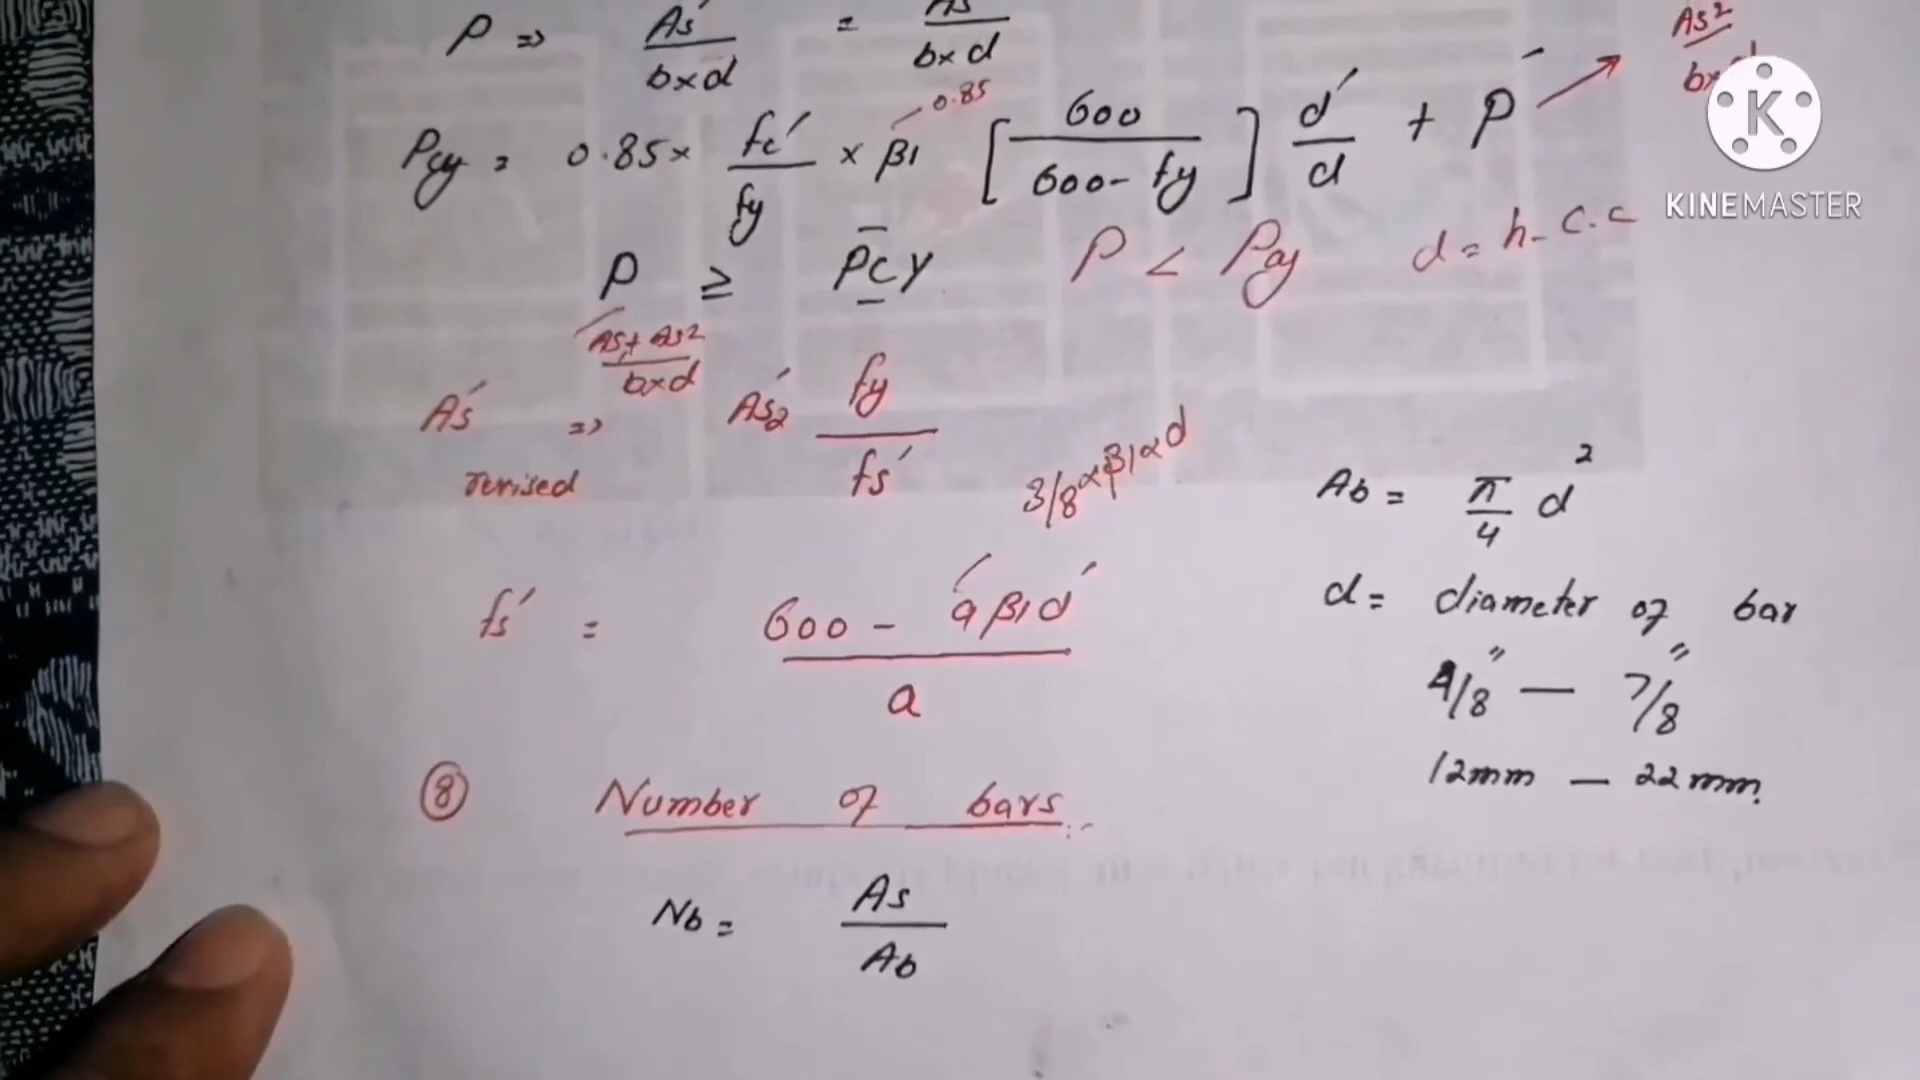 ρ ⇒ As' / b×d = As / b×d
As² /
0.85
ρcy = 0.85 × fc' / fy × β1 [ 600 / 600 - fy ] d' / d + ρ'
K
KINEMASTER
ρ ≥ ρ̅cy ρ < ρcy d = h - c.c
As1 + As2 / b×d
As' ⇒ As2' fy / fs'
revised
3/8 × β1 × d
Ab = π/4 d²
fs' = 600 - a' β1 d' / a
d = diameter of bar
4/8" — 7/8"
12mm — 22mm.
⑧ Number of bars :-
Nb = As / Ab